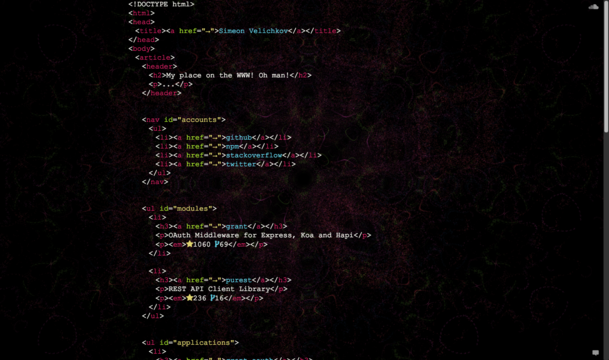 <!DOCTYPE html>
<html>
<head>
<title><a href="→">Simeon Velichkov</a></title>
</head>
<body>
<article>
<header>
<h2>My place on the WWW! Oh man!</h2>
<p>...</p>
</header>
<nav id="accounts">
<ul>
<li><a href="→">github</a></li>
<li><a href="→">npm</a></li>
<li><a href="→">stackoverflow</a></li>
<li><a href="→">twitter</a></li>
</ul>
</nav>
<ul id="modules">
<li>
<h3><a href="→">grant</a></h3>
<p>OAuth Middleware for Express, Koa and Hapi</p>
<p><em>★1060 69</em></p>
</li>
<li>
<h3><a href="→">purest</a></h3>
<p>REST API Client Library</p>
<p><em>★236 16</em></p>
</li>
</ul>
<ul id="applications">
<li>